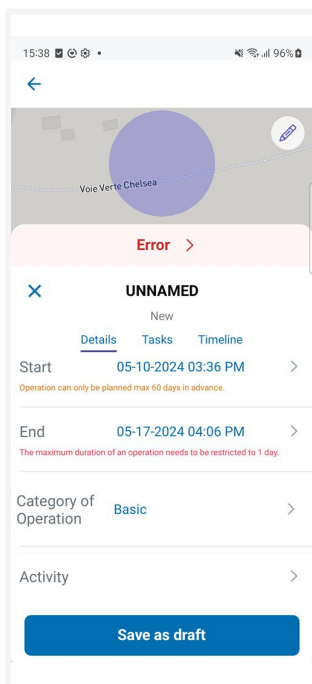 15:38 96%
Voie Verte Chelsea
Error >
UNNAMED
New
Details Tasks Timeline
Start 05-10-2024 03:36 PM
Operation can only be planned max 60 days in advance.
End 05-17-2024 04:06 PM
The maximum duration of an operation needs to be restricted to 1 day.
Category of
Operation
Basic
Activity
Save as draft